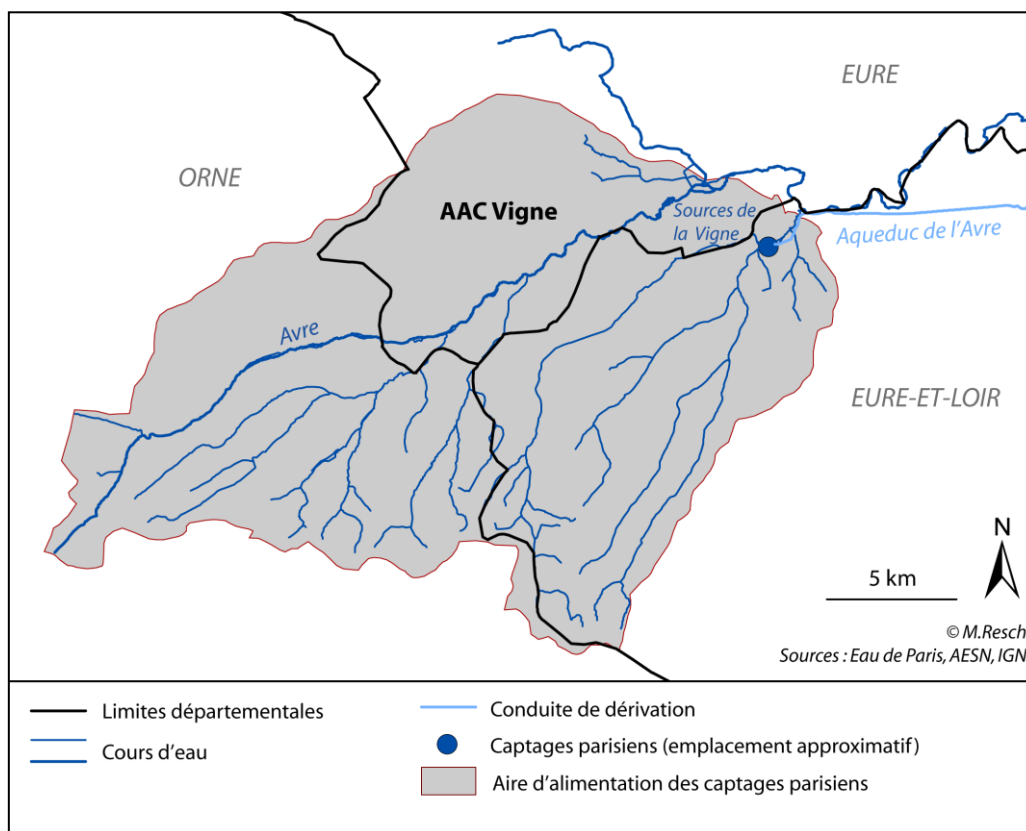 EURE
ORNE
AAC Vigne
Sources de
la Vigne
Aqueduc de l'Avre
Avre
EURE-ET-LOIR
N
5 km
© M.Resch
Sources : Eau de Paris, AESN, IGN
Limites départementales
Conduite de dérivation
Cours d'eau
Captages parisiens (emplacement approximatif)
Aire d'alimentation des captages parisiens